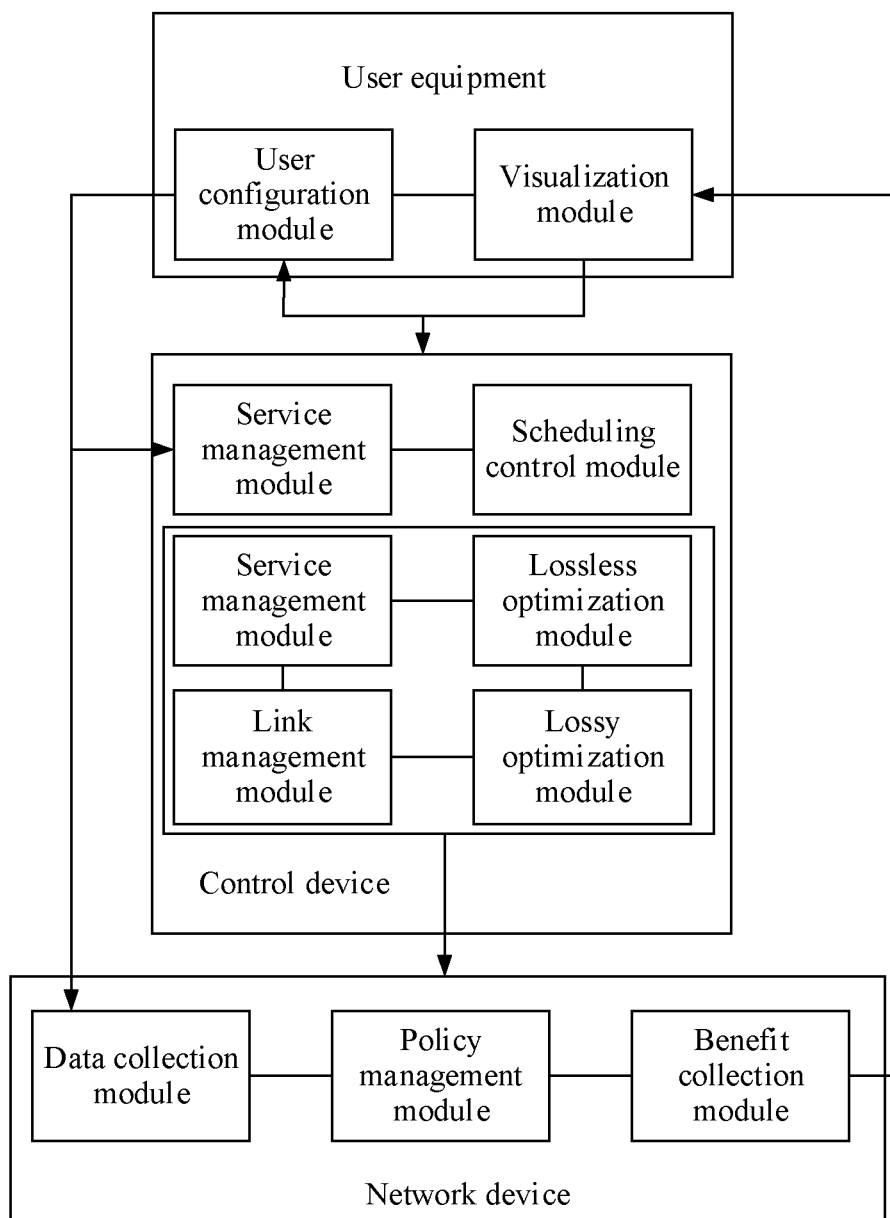 User equipment
User
configuration
module
Visualization
module
Service
management
module
Scheduling
control module
Service
management
module
Lossless
optimization
module
Link
management
module
Lossy
optimization
module
Control device
Data collection
module
Policy
management
module
Benefit
collection
module
Network device